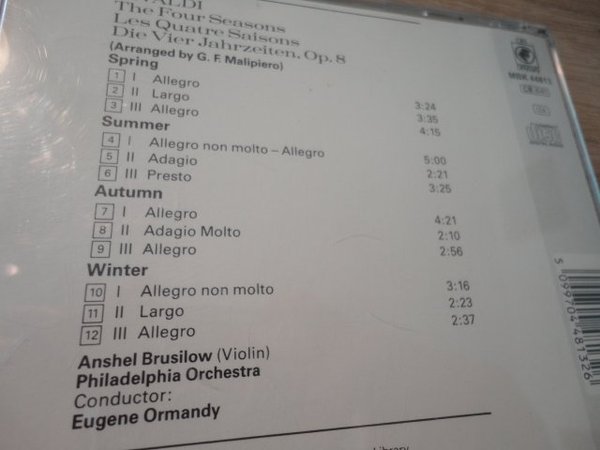 The Four Seasons
Les Quatre Saisons
Die Vier Jahrzeiten, Op. 8
(Arranged by G. F. Malipiero)
Spring
1 I Allegro 3:24
2 II Largo 3:35
3 III Allegro 4:15
Summer
4 I Allegro non molto – Allegro 5:00
5 II Adagio 2:21
6 III Presto 3:25
Autumn
7 I Allegro 4:21
8 II Adagio Molto 2:10
9 III Allegro 2:56
Winter
10 I Allegro non molto 3:16
11 II Largo 2:23
12 III Allegro 2:37
Anshel Brusilow (Violin)
Philadelphia Orchestra
Conductor:
Eugene Ormandy
Library
5 099704 481326